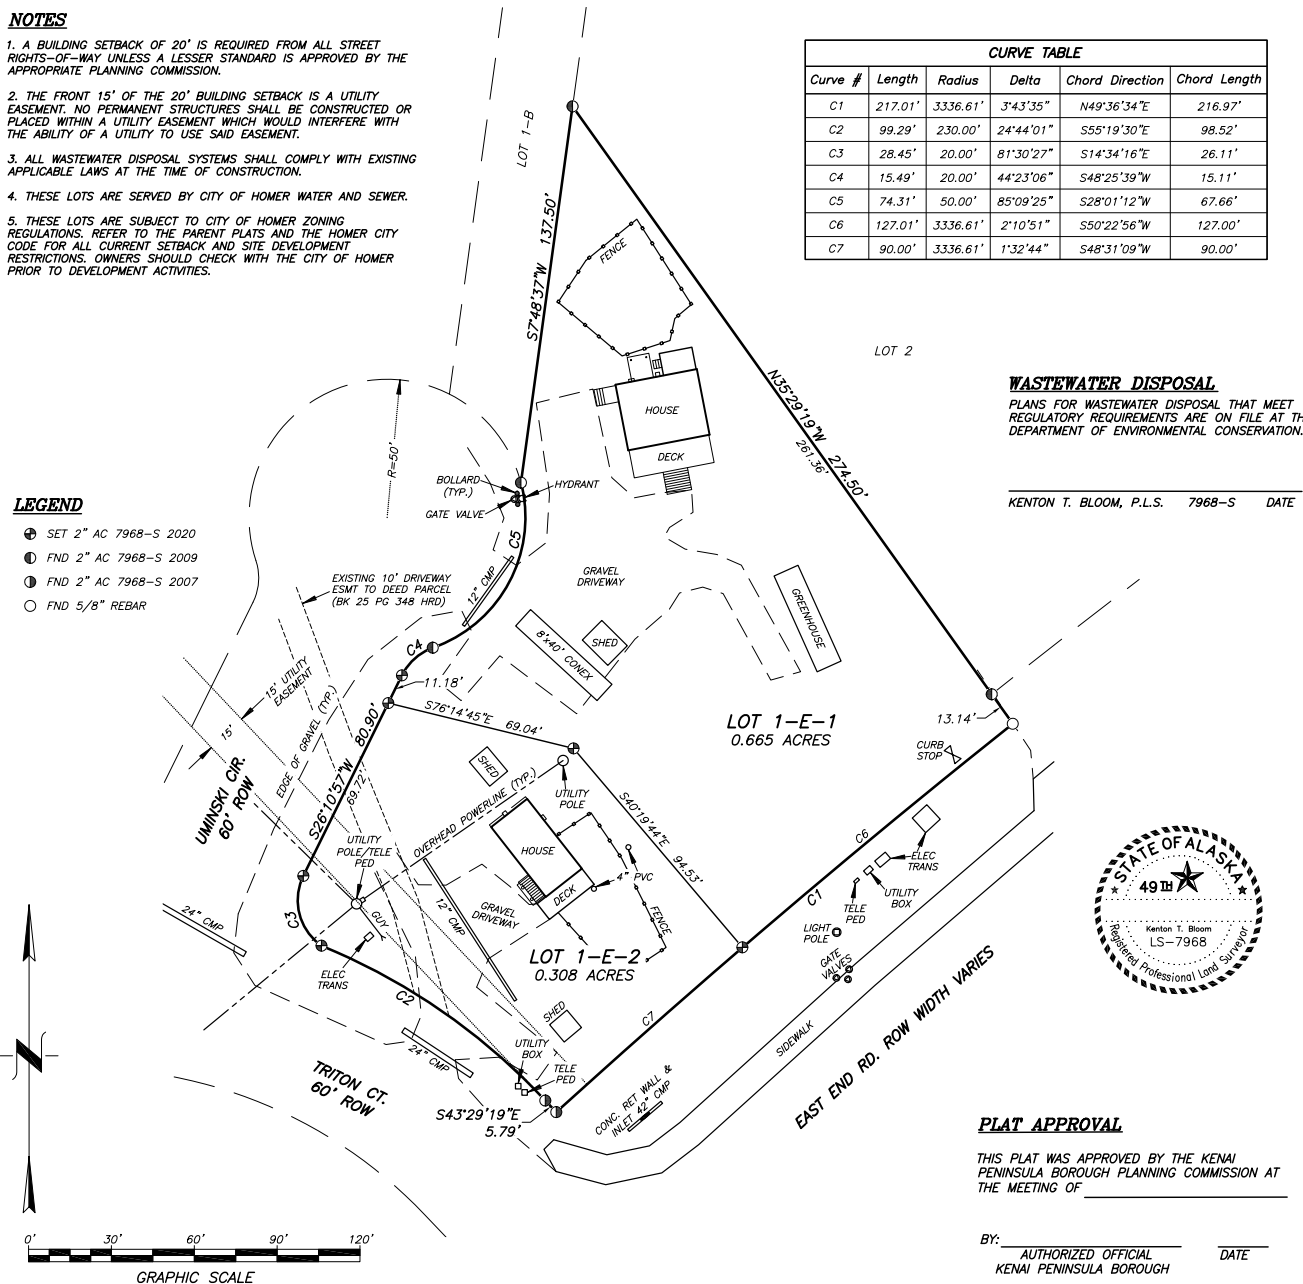 NOTES
1. A BUILDING SETBACK OF 20' IS REQUIRED FROM ALL STREET
RIGHTS-OF-WAY UNLESS A LESSER STANDARD IS APPROVED BY THE
APPROPRIATE PLANNING COMMISSION.
2. THE FRONT 15' OF THE 20' BUILDING SETBACK IS A UTILITY
EASEMENT. NO PERMANENT STRUCTURES SHALL BE CONSTRUCTED OR
PLACED WITHIN A UTILITY EASEMENT WHICH WOULD INTERFERE WITH
THE ABILITY OF A UTILITY TO USE SAID EASEMENT.
3. ALL WASTEWATER DISPOSAL SYSTEMS SHALL COMPLY WITH EXISTING
APPLICABLE LAWS AT THE TIME OF CONSTRUCTION.
4. THESE LOTS ARE SERVED BY CITY OF HOMER WATER AND SEWER.
5. THESE LOTS ARE SUBJECT TO CITY OF HOMER ZONING
REGULATIONS. REFER TO THE PARENT PLATS AND THE HOMER CITY
CODE FOR ALL CURRENT SETBACK AND SITE DEVELOPMENT
RESTRICTIONS. OWNERS SHOULD CHECK WITH THE CITY OF HOMER
PRIOR TO DEVELOPMENT ACTIVITIES.
CURVE TABLE
Curve # Length Radius Delta Chord Direction Chord Length
C1 217.01' 3336.61' 3°43'35" N49°36'34"E 216.97'
C2 99.29' 230.00' 24°44'01" S55°19'30"E 98.52'
C3 28.45' 20.00' 81°30'27" S14°34'16"E 26.11'
C4 15.49' 20.00' 44°23'06" S48°25'39"W 15.11'
C5 74.31' 50.00' 85°09'25" S28°01'12"W 67.66'
C6 127.01' 3336.61' 2°10'51" S50°22'56"W 127.00'
C7 90.00' 3336.61' 1°32'44" S48°31'09"W 90.00'
LOT 1-B
S7°48'37"W 137.50'
FENCE
LOT 2
N35°29'19"W 274.50'
261.36'
HOUSE
DECK
R=50'
BOLLARD
(TYP.)
HYDRANT
GATE VALVE
WASTEWATER DISPOSAL
PLANS FOR WASTEWATER DISPOSAL THAT MEET
REGULATORY REQUIREMENTS ARE ON FILE AT TH
DEPARTMENT OF ENVIRONMENTAL CONSERVATION.
KENTON T. BLOOM, P.L.S. 7968-S DATE
LEGEND
SET 2" AC 7968-S 2020
FND 2" AC 7968-S 2009
FND 2" AC 7968-S 2007
FND 5/8" REBAR
EXISTING 10' DRIVEWAY
ESMT TO DEED PARCEL
(BK 25 PG 348 HRD)
C5
12" CMP
GRAVEL
DRIVEWAY
GREENHOUSE
SHED
8'x40' CONEX
C4
11.18'
15' UTILITY
EASEMENT
15'
EDGE OF GRAVEL (TYP.)
S76°14'45"E 69.04'
LOT 1-E-1
0.665 ACRES
13.14'
CURB
STOP
UMINSKI CIR.
60' ROW
S26°10'57"W 80.90'
69.72'
SHED
UTILITY
POLE
OVERHEAD POWERLINE (TYP.)
S40°19'44"E 94.53'
UTILITY
POLE/TELE
PED
HOUSE
DECK
4" PVC
FENCE
C6
C1
ELEC
TRANS
UTILITY
BOX
TELE
PED
LIGHT
POLE
GATE
VALVES
24" CMP
C3
GUY
12" CMP
GRAVEL
DRIVEWAY
LOT 1-E-2
0.308 ACRES
ELEC
TRANS
C2
SHED
C7
SIDEWALK
EAST END RD. ROW WIDTH VARIES
24" CMP
UTILITY
BOX
TELE
PED
TRITON CT.
60' ROW
S43°29'19"E
5.79'
CONC. RET WALL &
INLET 42" CMP
STATE OF ALASKA
49TH
Kenton T. Bloom
LS-7968
Registered Professional Land Surveyor
N
PLAT APPROVAL
THIS PLAT WAS APPROVED BY THE KENAI
PENINSULA BOROUGH PLANNING COMMISSION AT
THE MEETING OF
BY:
AUTHORIZED OFFICIAL DATE
KENAI PENINSULA BOROUGH
0' 30' 60' 90' 120'
GRAPHIC SCALE